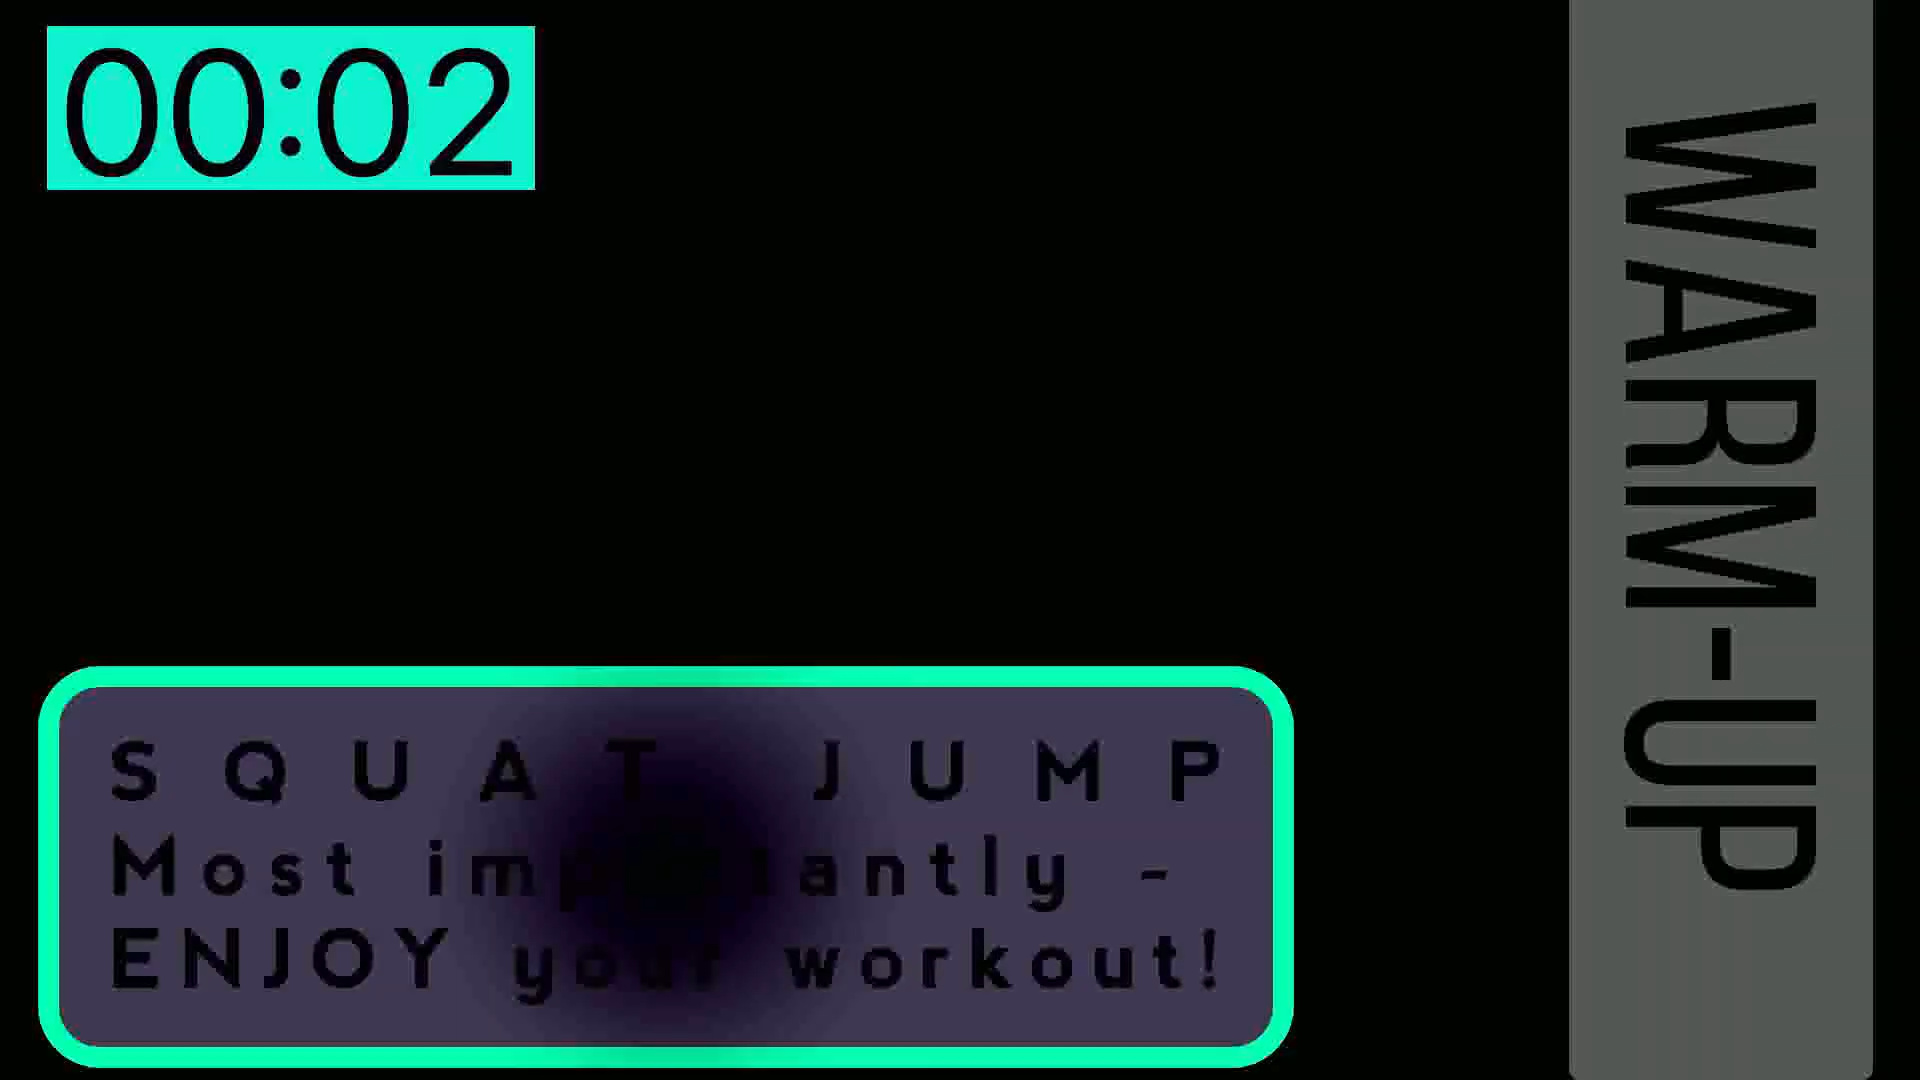 00:02
WARM-UP
SQUAT JUMP
Most importantly -
ENJOY your workout!